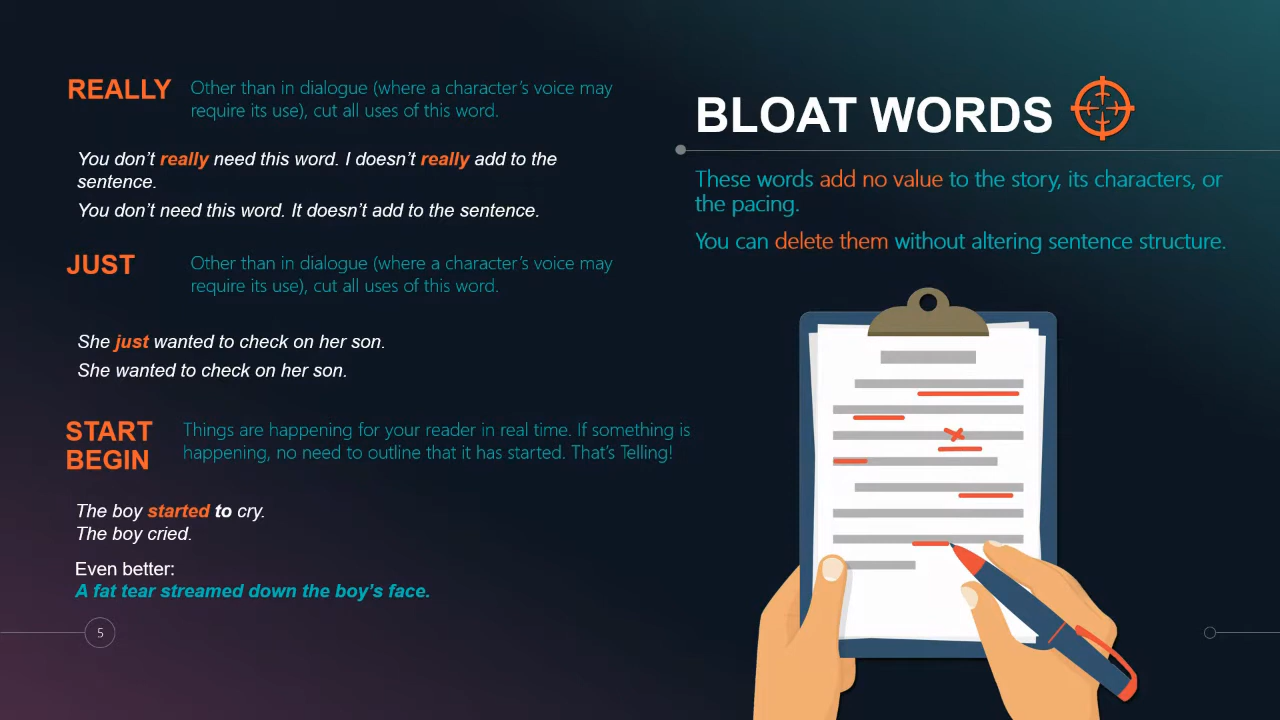 REALLY
Other than in dialogue (where a character's voice may
require its use), cut all uses of this word.
You don't really need this word. I doesn't really add to the
sentence.
You don't need this word. It doesn't add to the sentence.
JUST
Other than in dialogue (where a character's voice may
require its use), cut all uses of this word.
She just wanted to check on her son.
She wanted to check on her son.
START
BEGIN
Things are happening for your reader in real time. If something is
happening, no need to outline that it has started. That's Telling!
The boy started to cry.
The boy cried.
Even better:
A fat tear streamed down the boy's face.
5
BLOAT WORDS
These words add no value to the story, its characters, or
the pacing.
You can delete them without altering sentence structure.